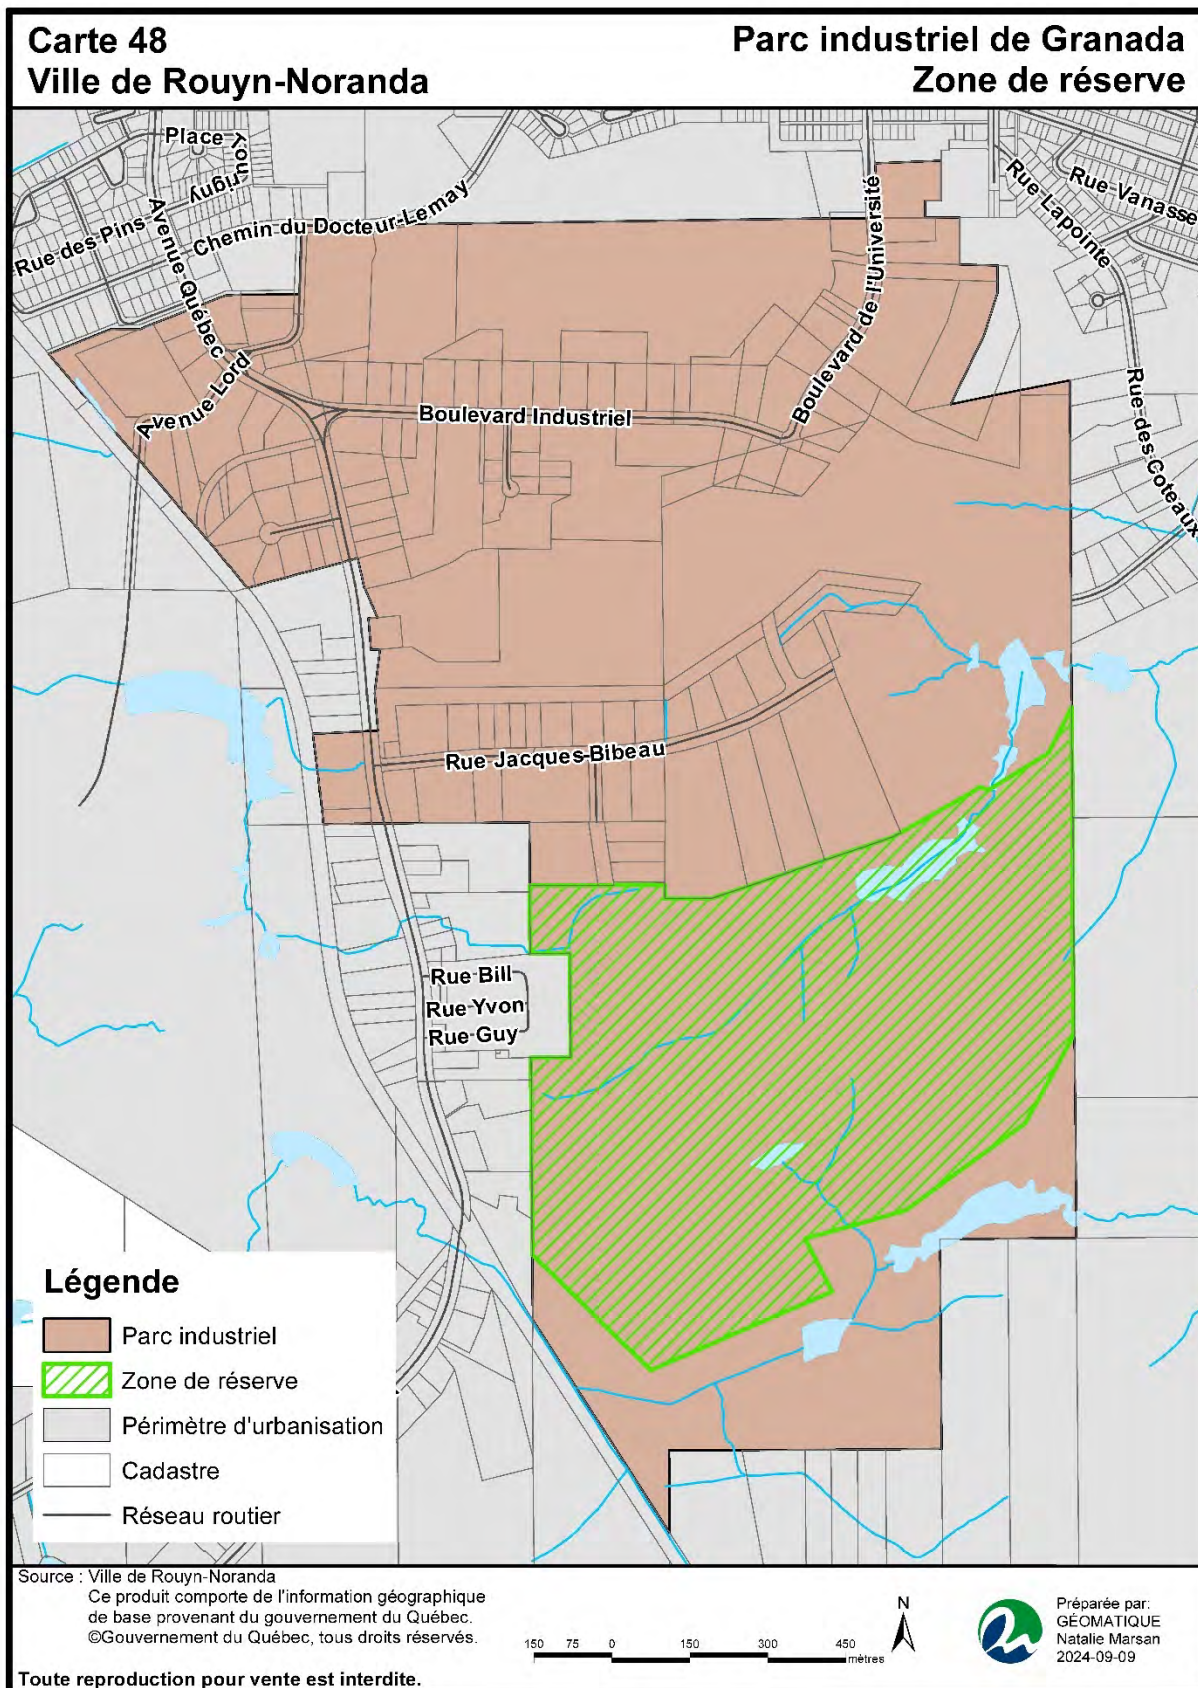 Carte 48
Ville de Rouyn-Noranda
Parc industriel de Granada
Zone de réserve
Place Tourigny
Rue des Pins
Avenue Québec
Chemin du Docteur-Lemay
Boulevard de l'Université
Rue Lapointe
Rue Vanasse
Avenue Lord
Boulevard Industriel
Rue des Coteaux
Rue Jacques Bibeau
Rue Bill
Rue Yvon
Rue Guy
Légende
Parc industriel
Zone de réserve
Périmètre d'urbanisation
Cadastre
Réseau routier
Source : Ville de Rouyn-Noranda
Ce produit comporte de l'information géographique
de base provenant du gouvernement du Québec.
©Gouvernement du Québec, tous droits réservés.
Toute reproduction pour vente est interdite.
150 75 0 150 300 450
mètres
N
Préparée par:
GÉOMATIQUE
Natalie Marsan
2024-09-09